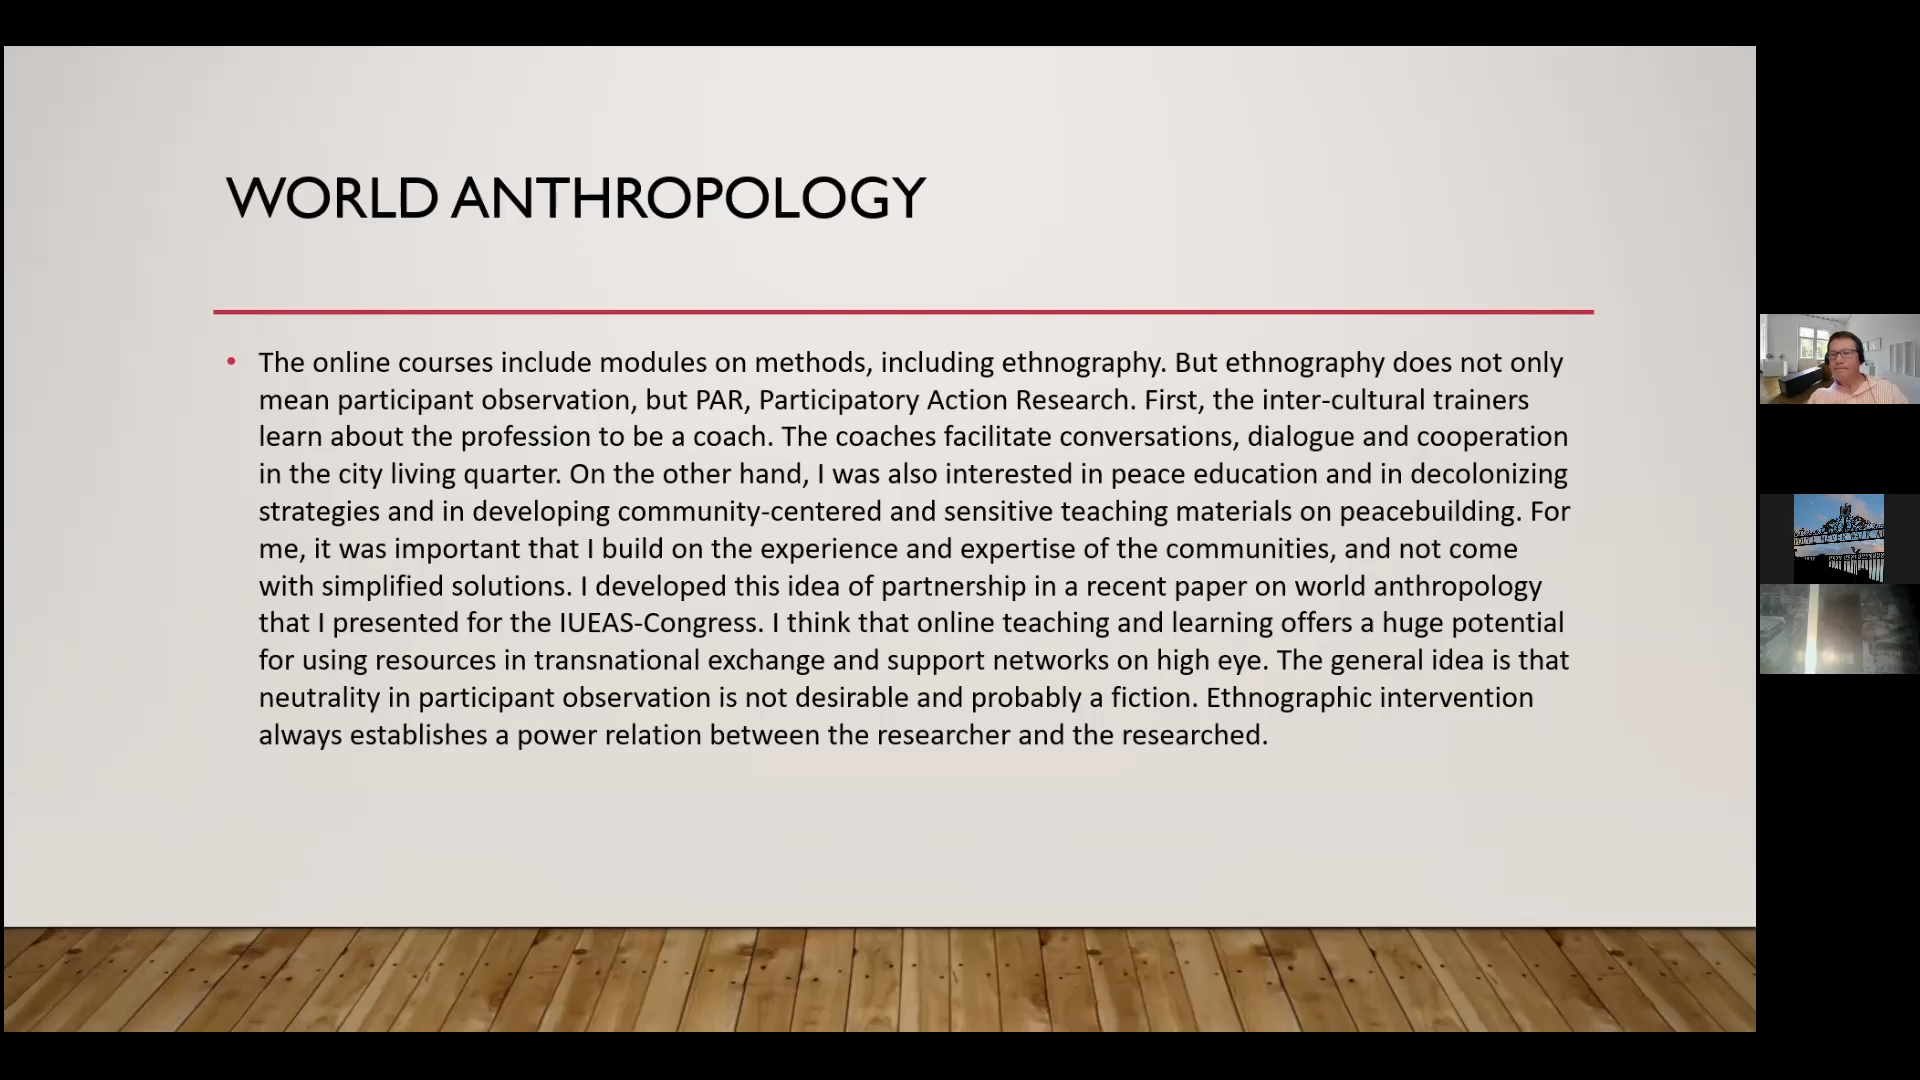 WORLD ANTHROPOLOGY
• The online courses include modules on methods, including ethnography. But ethnography does not only
mean participant observation, but PAR, Participatory Action Research. First, the inter-cultural trainers
learn about the profession to be a coach. The coaches facilitate conversations, dialogue and cooperation
in the city living quarter. On the other hand, I was also interested in peace education and in decolonizing
strategies and in developing community-centered and sensitive teaching materials on peacebuilding. For
me, it was important that I build on the experience and expertise of the communities, and not come
with simplified solutions. I developed this idea of partnership in a recent paper on world anthropology
that I presented for the IUEAS-Congress. I think that online teaching and learning offers a huge potential
for using resources in transnational exchange and support networks on high eye. The general idea is that
neutrality in participant observation is not desirable and probably a fiction. Ethnographic intervention
always establishes a power relation between the researcher and the researched.
NEVER WALK